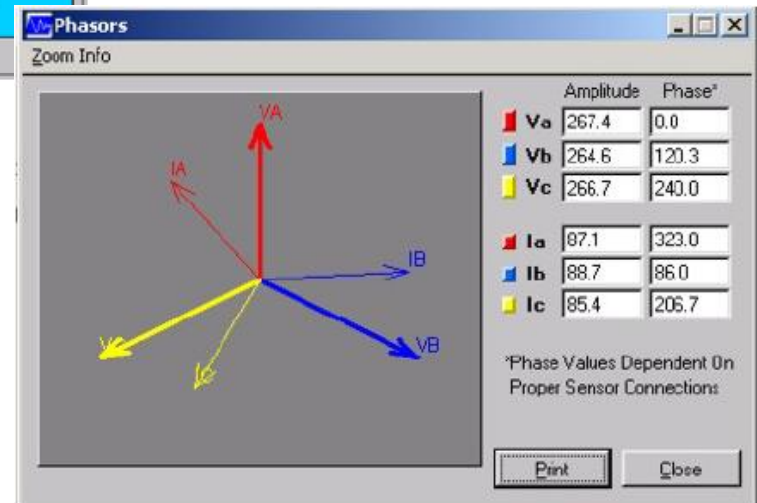 Phasors
Zoom Info
Amplitude Phase*
Va 267.4 0.0
Vb 264.6 120.3
Vc 266.7 240.0
Ia 87.1 323.0
Ib 88.7 86.0
Ic 85.4 206.7
*Phase Values Dependent On
Proper Sensor Connections
Print Close
VA
IA
IB
VB
VC
IC